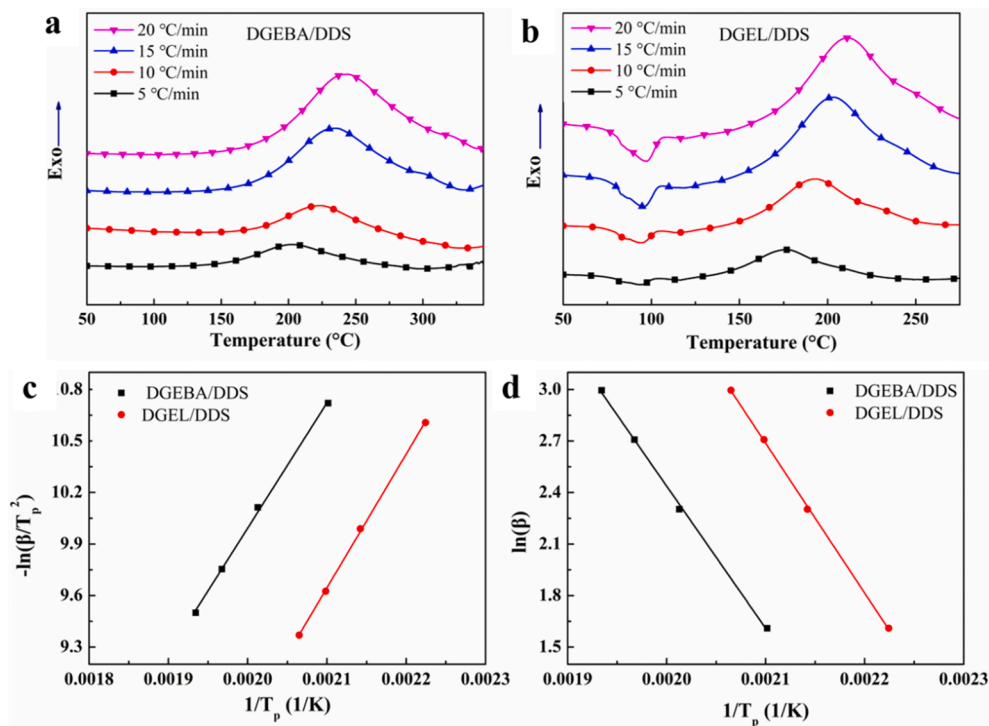 a
20 °C/min
15 °C/min
10 °C/min
5 °C/min
DGEBA/DDS
Exo
50 100 150 200 250 300
Temperature (°C)
b
20 °C/min
15 °C/min
10 °C/min
5 °C/min
DGEL/DDS
Exo
50 100 150 200 250
Temperature (°C)
c
DGEBA/DDS
DGEL/DDS
-ln(β/Tp²)
0.8
10.5
10.2
9.9
9.6
9.3
0.0018 0.0019 0.0020 0.0021 0.0022 0.0023
1/Tp (1/K)
d
DGEBA/DDS
DGEL/DDS
ln(β)
3.0
2.7
2.4
2.1
1.8
1.5
0.0019 0.0020 0.0021 0.0022 0.0023
1/Tp (1/K)